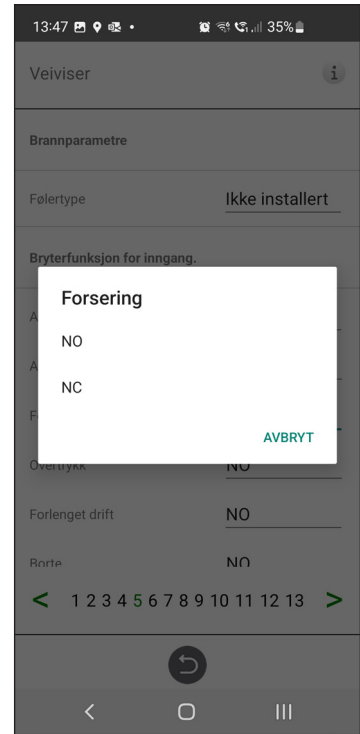 13:47 35%
Veiviser
i
Brannparametre
Følertype Ikke installert
Bryterfunksjon for inngang.
Forsering
NO
NC
AVBRYT
Overtrykk NO
Forlenget drift NO
Borte NO
< 1 2 3 4 5 6 7 8 9 10 11 12 13 >